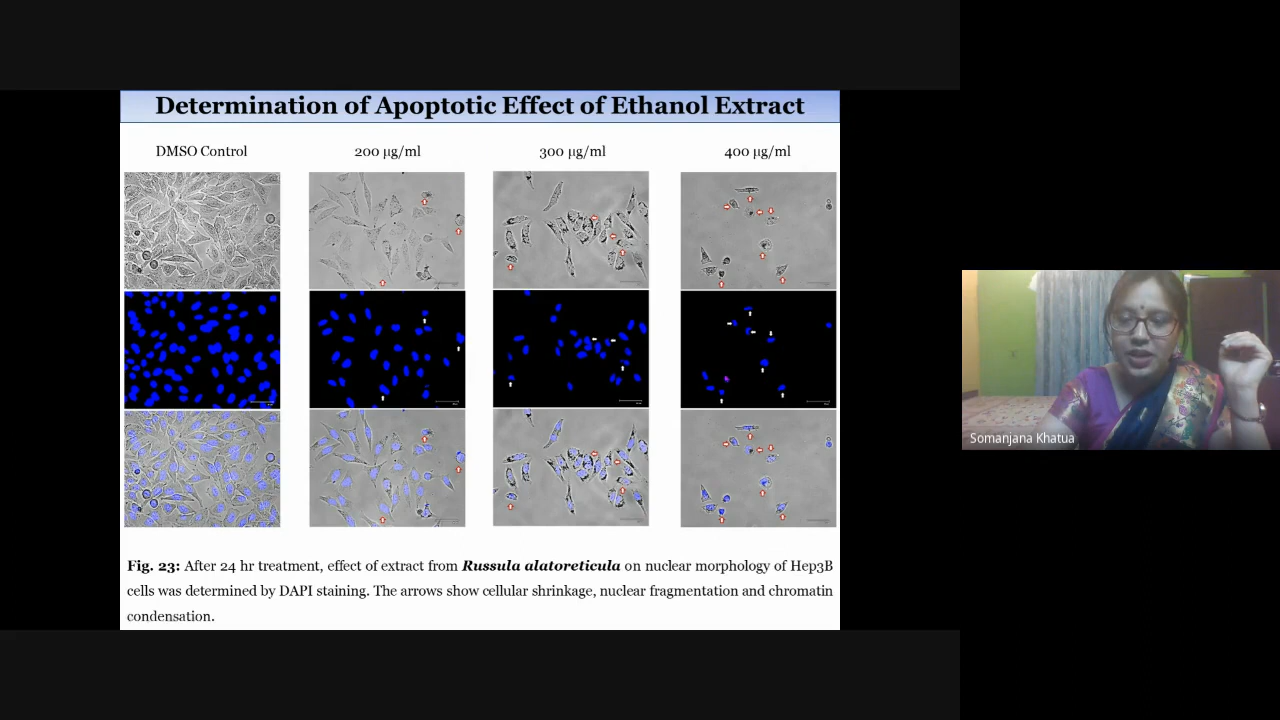 Determination of Apoptotic Effect of Ethanol Extract
DMSO Control 200 μg/ml 300 μg/ml 400 μg/ml
Fig. 23: After 24 hr treatment, effect of extract from Russula alatoreticula on nuclear morphology of Hep3B
cells was determined by DAPI staining. The arrows show cellular shrinkage, nuclear fragmentation and chromatin
condensation.
Somanjana Khatua